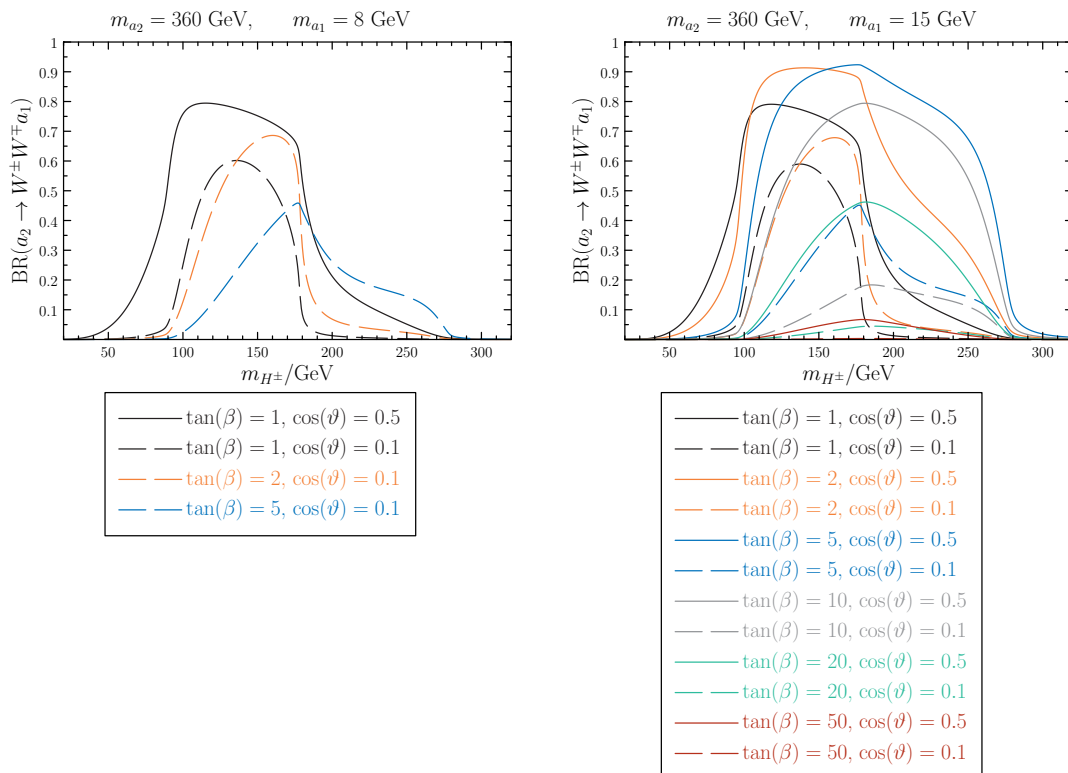 m_{a_2} = 360 GeV, m_{a_1} = 8 GeV
BR(a_2 → W^±W^∓a_1)
1
0.9
0.8
0.7
0.6
0.5
0.4
0.3
0.2
0.1
50 100 150 200 250 300
m_{H^±}/GeV
tan(β) = 1, cos(ϑ) = 0.5
tan(β) = 1, cos(ϑ) = 0.1
tan(β) = 2, cos(ϑ) = 0.1
tan(β) = 5, cos(ϑ) = 0.1
m_{a_2} = 360 GeV, m_{a_1} = 15 GeV
BR(a_2 → W^±W^∓a_1)
1
0.9
0.8
0.7
0.6
0.5
0.4
0.3
0.2
0.1
50 100 150 200 250 300
m_{H^±}/GeV
tan(β) = 1, cos(ϑ) = 0.5
tan(β) = 1, cos(ϑ) = 0.1
tan(β) = 2, cos(ϑ) = 0.5
tan(β) = 2, cos(ϑ) = 0.1
tan(β) = 5, cos(ϑ) = 0.5
tan(β) = 5, cos(ϑ) = 0.1
tan(β) = 10, cos(ϑ) = 0.5
tan(β) = 10, cos(ϑ) = 0.1
tan(β) = 20, cos(ϑ) = 0.5
tan(β) = 20, cos(ϑ) = 0.1
tan(β) = 50, cos(ϑ) = 0.5
tan(β) = 50, cos(ϑ) = 0.1